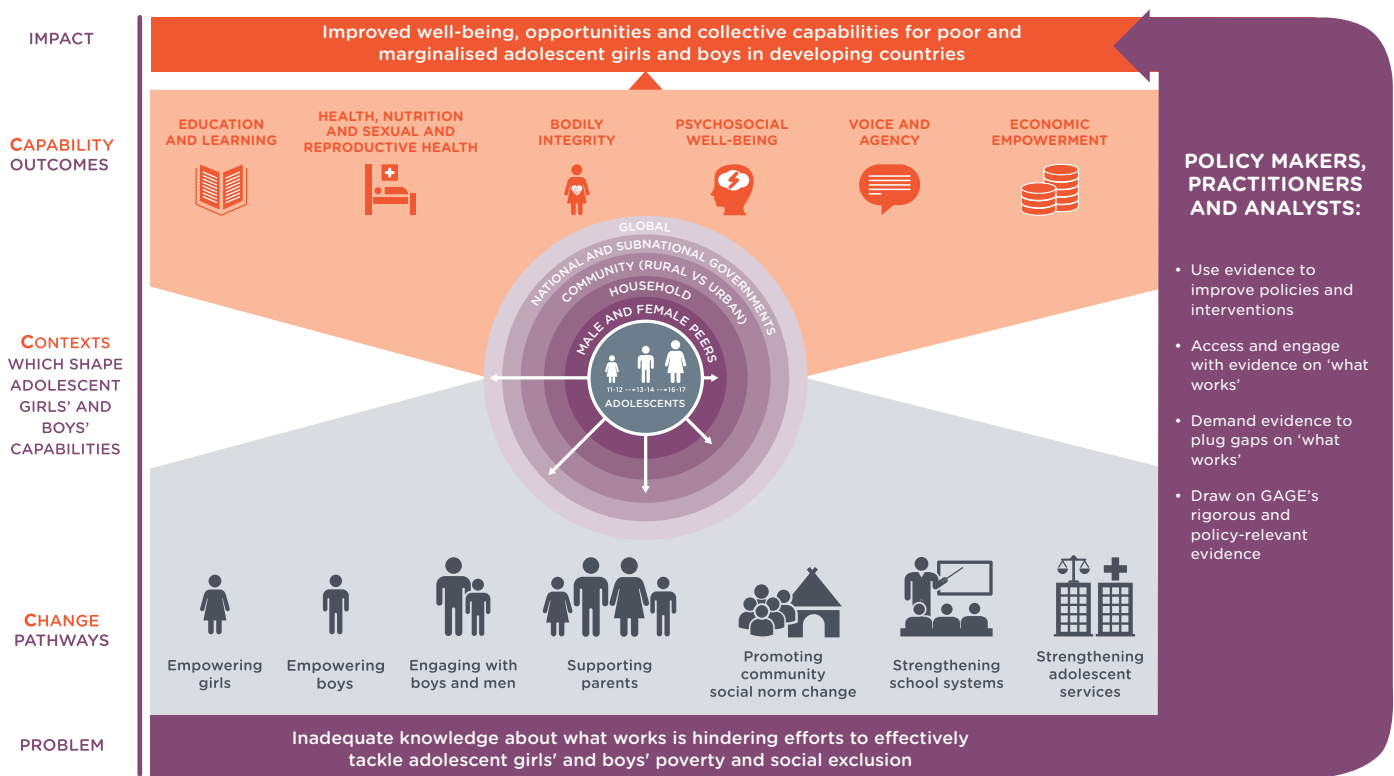 IMPACT
Improved well-being, opportunities and collective capabilities for poor and
marginalised adolescent girls and boys in developing countries
CAPABILITY
OUTCOMES
EDUCATION
AND LEARNING
HEALTH, NUTRITION
AND SEXUAL AND
REPRODUCTIVE HEALTH
BODILY
INTEGRITY
PSYCHOSOCIAL
WELL-BEING
VOICE AND
AGENCY
ECONOMIC
EMPOWERMENT
CONTEXTS
WHICH SHAPE
ADOLESCENT
GIRLS’ AND
BOYS’
CAPABILITIES
GLOBAL
NATIONAL AND SUBNATIONAL GOVERNMENTS
COMMUNITY (RURAL VS URBAN)
HOUSEHOLD
MALE AND FEMALE PEERS
11-12 --➝13-14 --➝16-17
ADOLESCENTS
CHANGE
PATHWAYS
Empowering
girls
Empowering
boys
Engaging with
boys and men
Supporting
parents
Promoting
community
social norm change
Strengthening
school systems
Strengthening
adolescent
services
PROBLEM
Inadequate knowledge about what works is hindering efforts to effectively
tackle adolescent girls' and boys' poverty and social exclusion
POLICY MAKERS,
PRACTITIONERS
AND ANALYSTS:
• Use evidence to
improve policies and
interventions
• Access and engage
with evidence on ‘what
works’
• Demand evidence to
plug gaps on ‘what
works’
• Draw on GAGE’s
rigorous and
policy-relevant
evidence